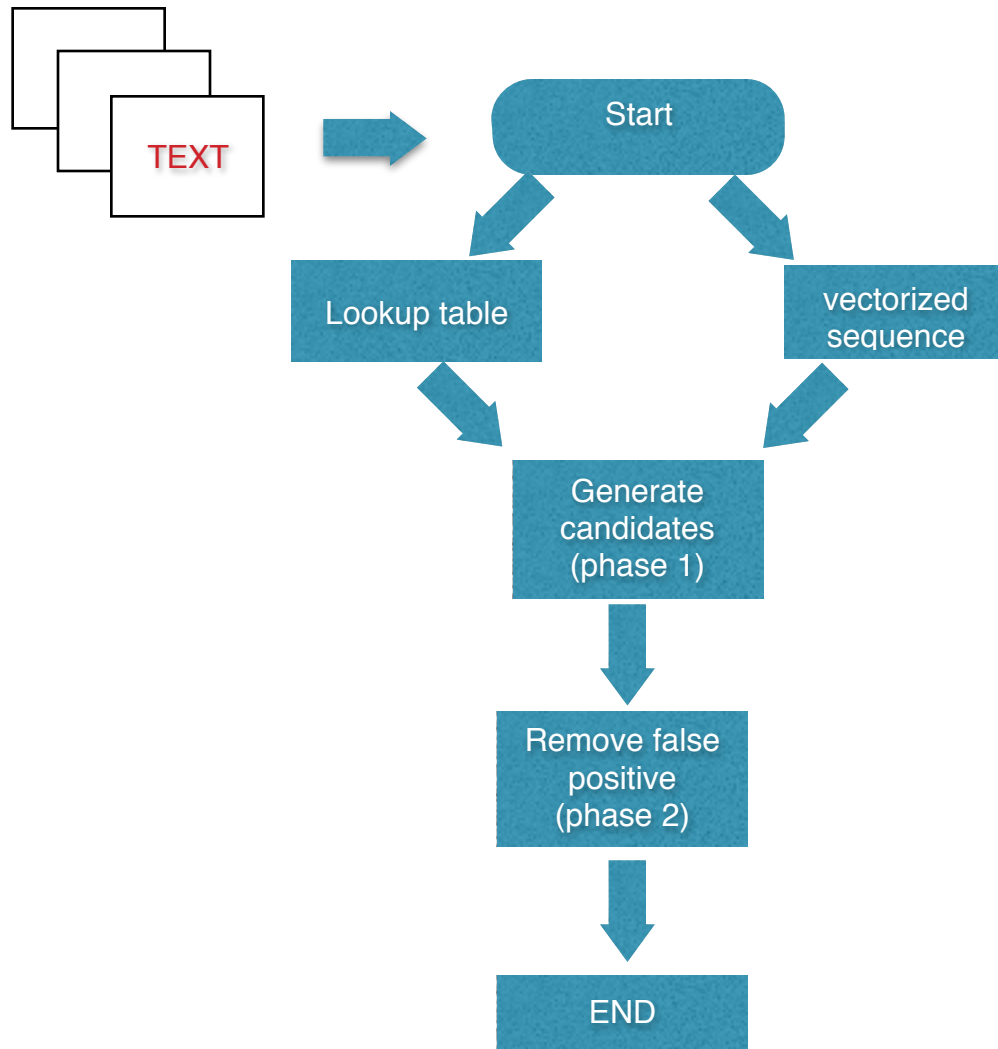 TEXT
Start
Lookup table
vectorized
sequence
Generate
candidates
(phase 1)
Remove false
positive
(phase 2)
END